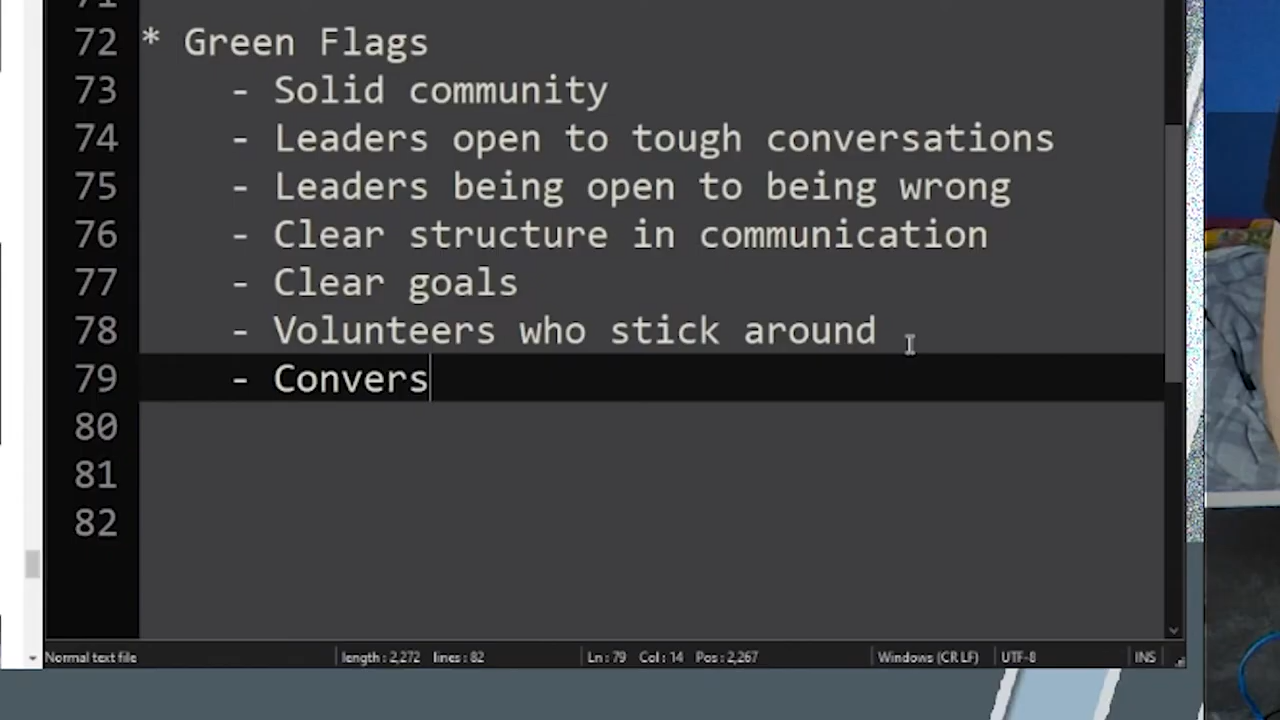 71
72 * Green Flags
73 - Solid community
74 - Leaders open to tough conversations
75 - Leaders being open to being wrong
76 - Clear structure in communication
77 - Clear goals
78 - Volunteers who stick around
79 - Convers
80
81
82
Normal text file length : 2,272 lines : 82 Ln : 79 Col : 14 Pos : 2,267 Windows (CR LF) UTF-8 INS